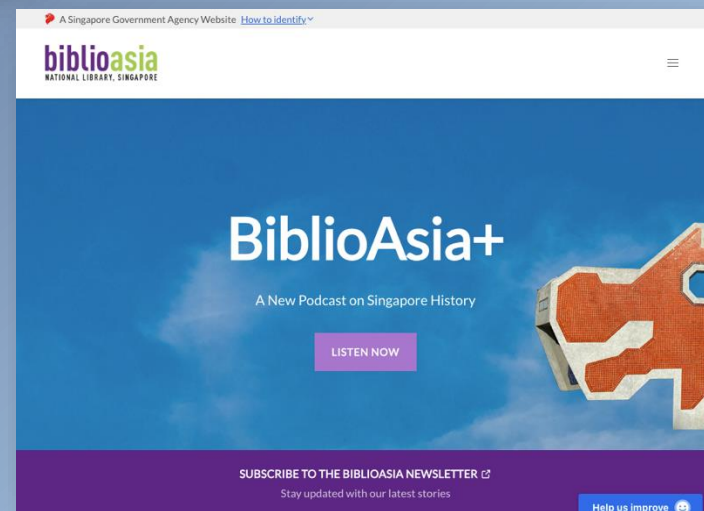 A Singapore Government Agency Website How to identify
biblioasia
NATIONAL LIBRARY, SINGAPORE
BiblioAsia+
A New Podcast on Singapore History
LISTEN NOW
SUBSCRIBE TO THE BIBLIOASIA NEWSLETTER
Stay updated with our latest stories
Help us improve